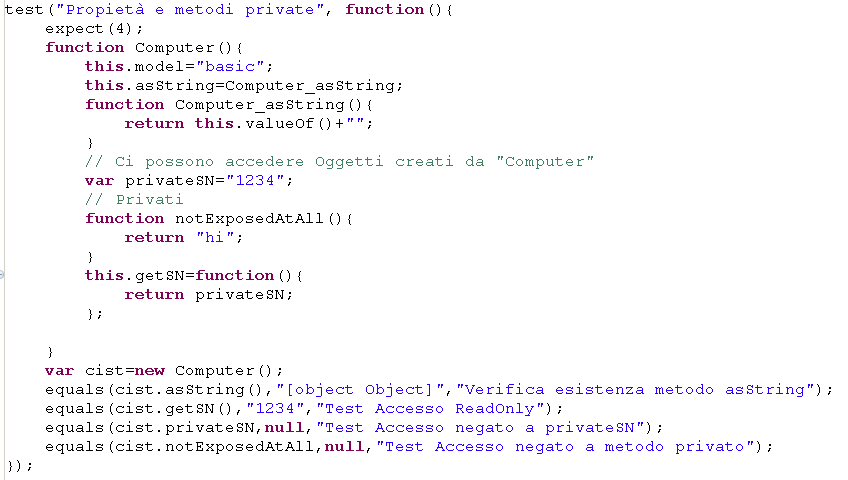 test("Propietà e metodi private", function(){
    expect(4);
    function Computer(){
        this.model="basic";
        this.asString=Computer_asString;
        function Computer_asString(){
            return this.valueOf()+"";
        }
        // Ci possono accedere Oggetti creati da "Computer"
        var privateSN="1234";
        // Privati
        function notExposedAtAll(){
            return "hi";
        }
        this.getSN=function(){
            return privateSN;
        };

    }
    var cist=new Computer();
    equals(cist.asString(),"[object Object]","Verifica esistenza metodo asString");
    equals(cist.getSN(),"1234","Test Accesso ReadOnly");
    equals(cist.privateSN,null,"Test Accesso negato a privateSN");
    equals(cist.notExposedAtAll,null,"Test Accesso negato a metodo privato");
});